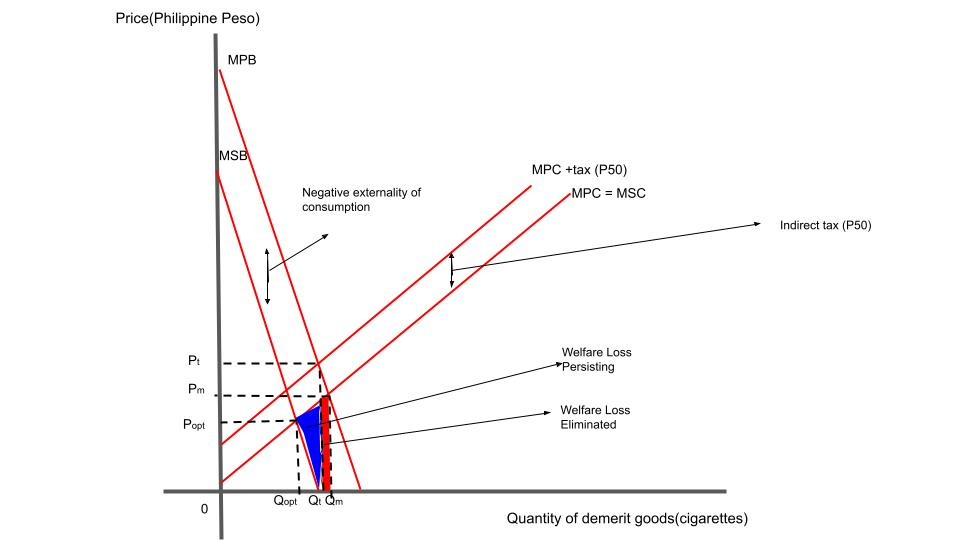 Price(Philippine Peso)
MPB
MSB
MPC +tax (P50)
MPC = MSC
Negative externality of
consumption
Indirect tax (P50)
Pt
Pm
Popt
Welfare Loss
Persisting
Welfare Loss
Eliminated
Qopt Qt Qm
0
Quantity of demerit goods(cigarettes)